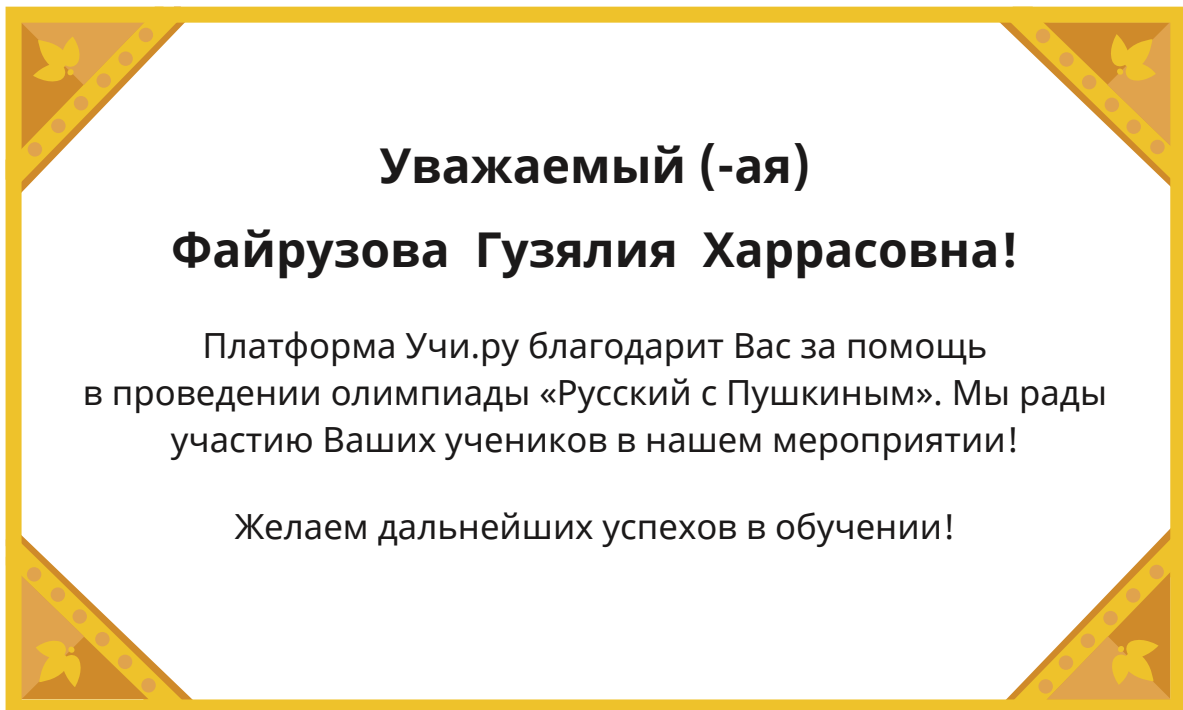 Уважаемый (-ая)
Файрузова Гузялия Харрасовна!
Платформа Учи.ру благодарит Вас за помощь
в проведении олимпиады «Русский с Пушкиным». Мы рады
участию Ваших учеников в нашем мероприятии!
Желаем дальнейших успехов в обучении!